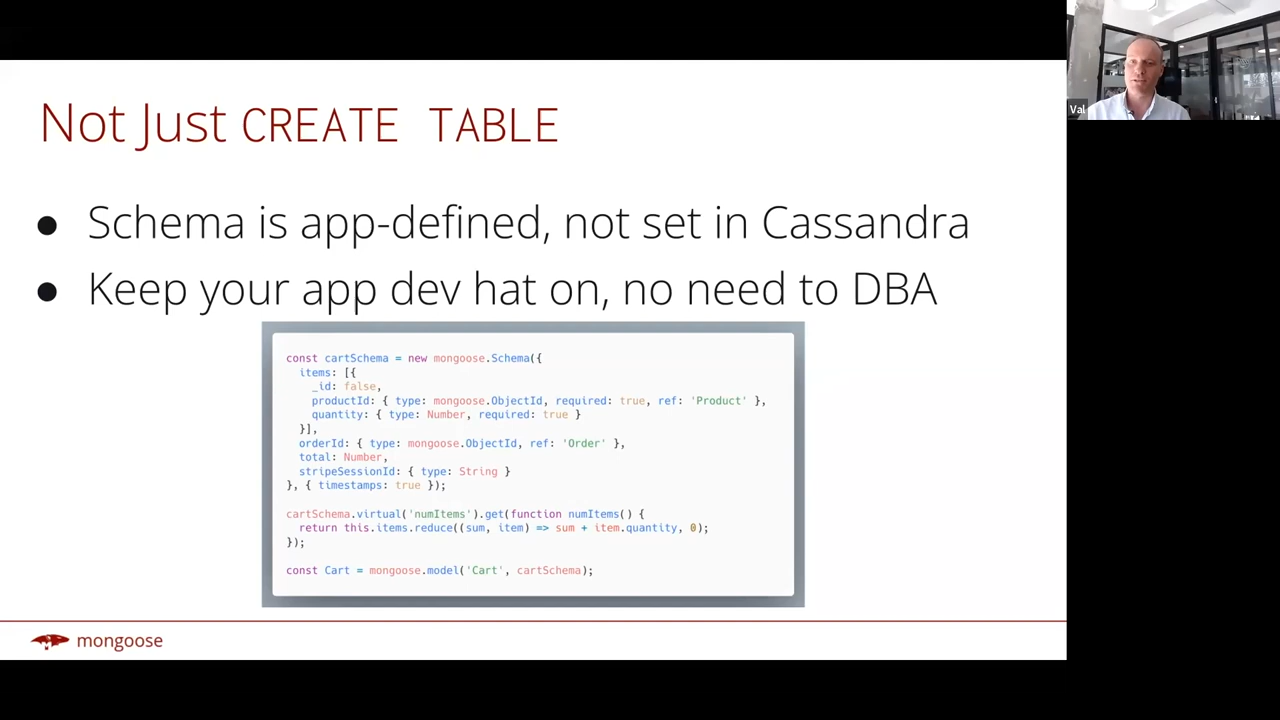 Not Just CREATE TABLE
● Schema is app-defined, not set in Cassandra
● Keep your app dev hat on, no need to DBA
const cartSchema = new mongoose.Schema({
  items: [{
    _id: false,
    productId: { type: mongoose.ObjectId, required: true, ref: 'Product' },
    quantity: { type: Number, required: true }
  }],
  orderId: { type: mongoose.ObjectId, ref: 'Order' },
  total: Number,
  stripeSessionId: { type: String }
}, { timestamps: true });
cartSchema.virtual('numItems').get(function numItems() {
  return this.items.reduce((sum, item) => sum + item.quantity, 0);
});
const Cart = mongoose.model('Cart', cartSchema);
mongoose
Val